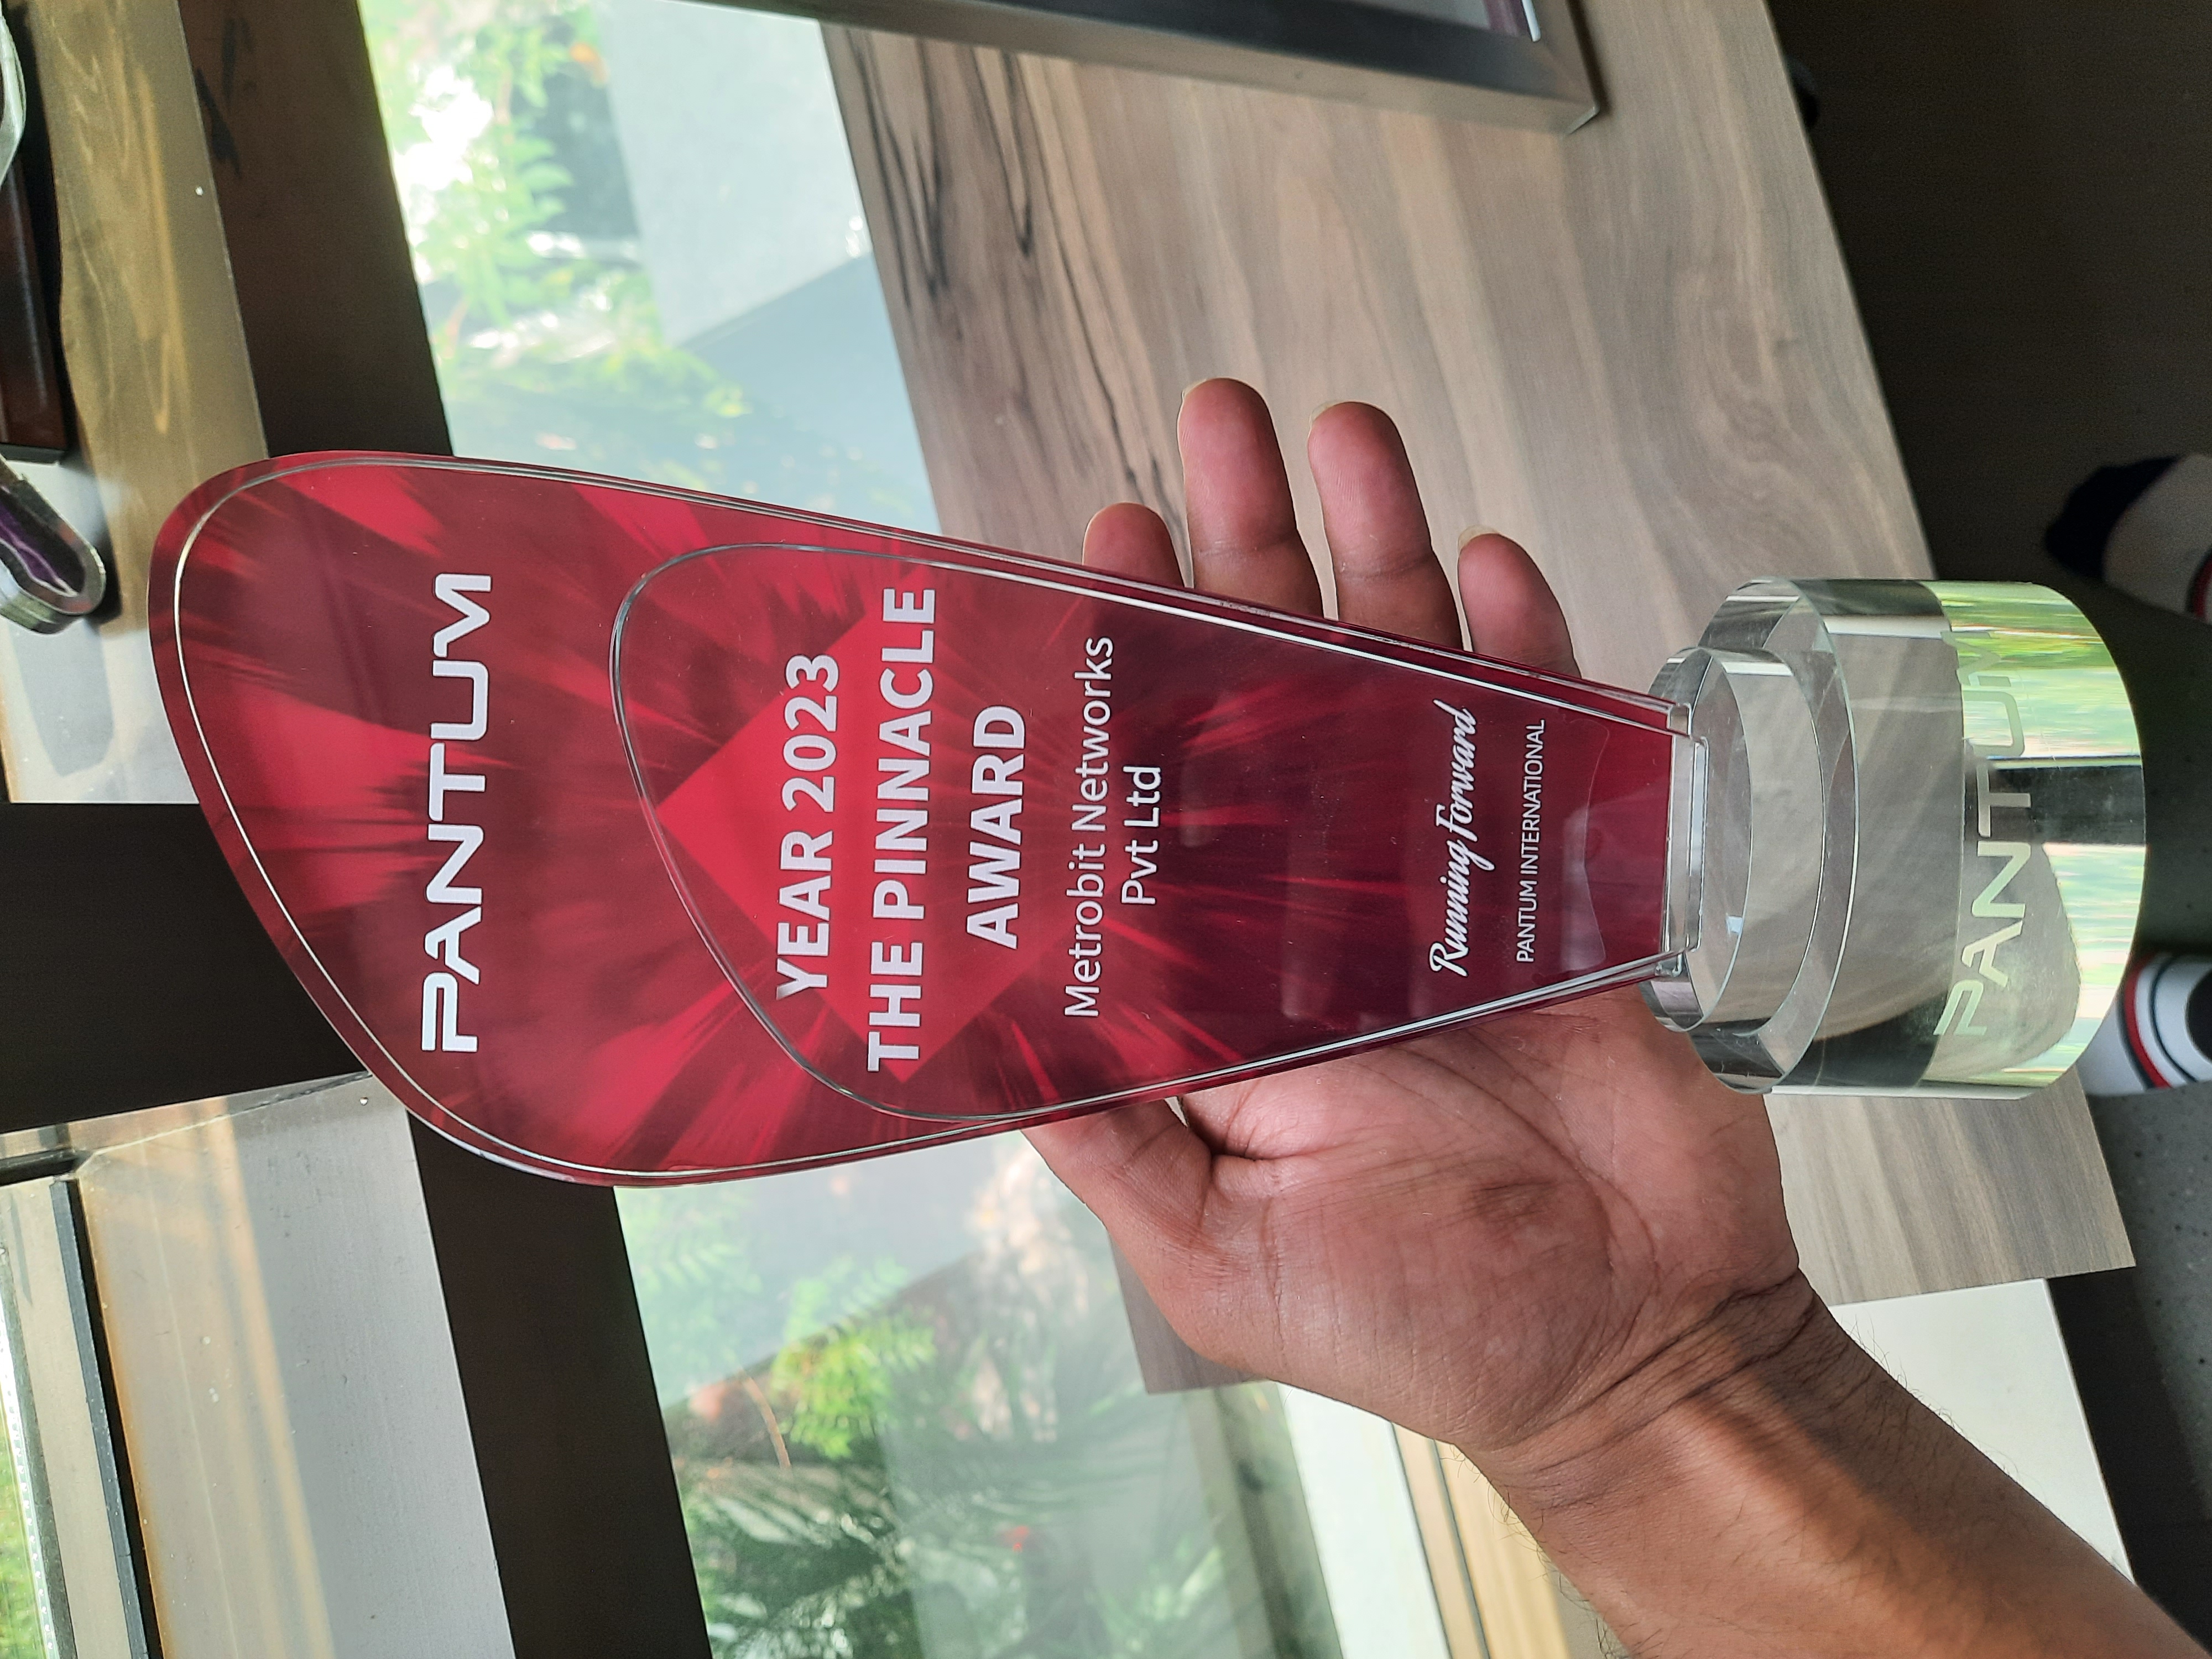 PANTUM
YEAR 2023
THE PINNACLE
AWARD
Metrobit Networks
Pvt Ltd
Running Forward
PANTUM INTERNATIONAL
PANTUM